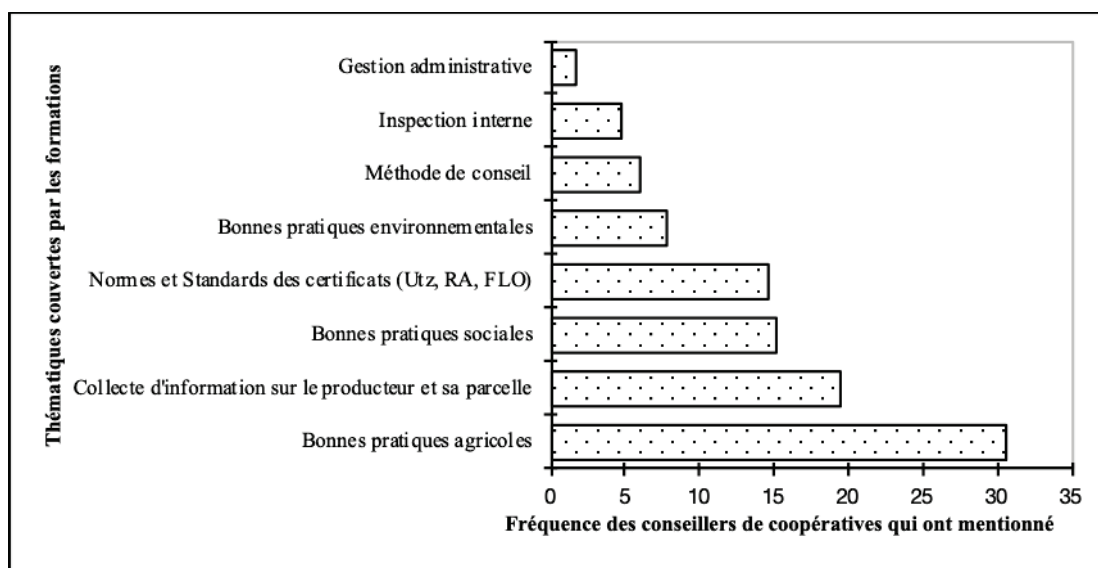 Thématiques couvertes par les formations
Gestion administrative
Inspection interne
Méthode de conseil
Bonnes pratiques environnementales
Normes et Standards des certificats (Utz, RA, FLO)
Bonnes pratiques sociales
Collecte d'information sur le producteur et sa parcelle
Bonnes pratiques agricoles
0 5 10 15 20 25 30 35
Fréquence des conseillers de coopératives qui ont mentionné